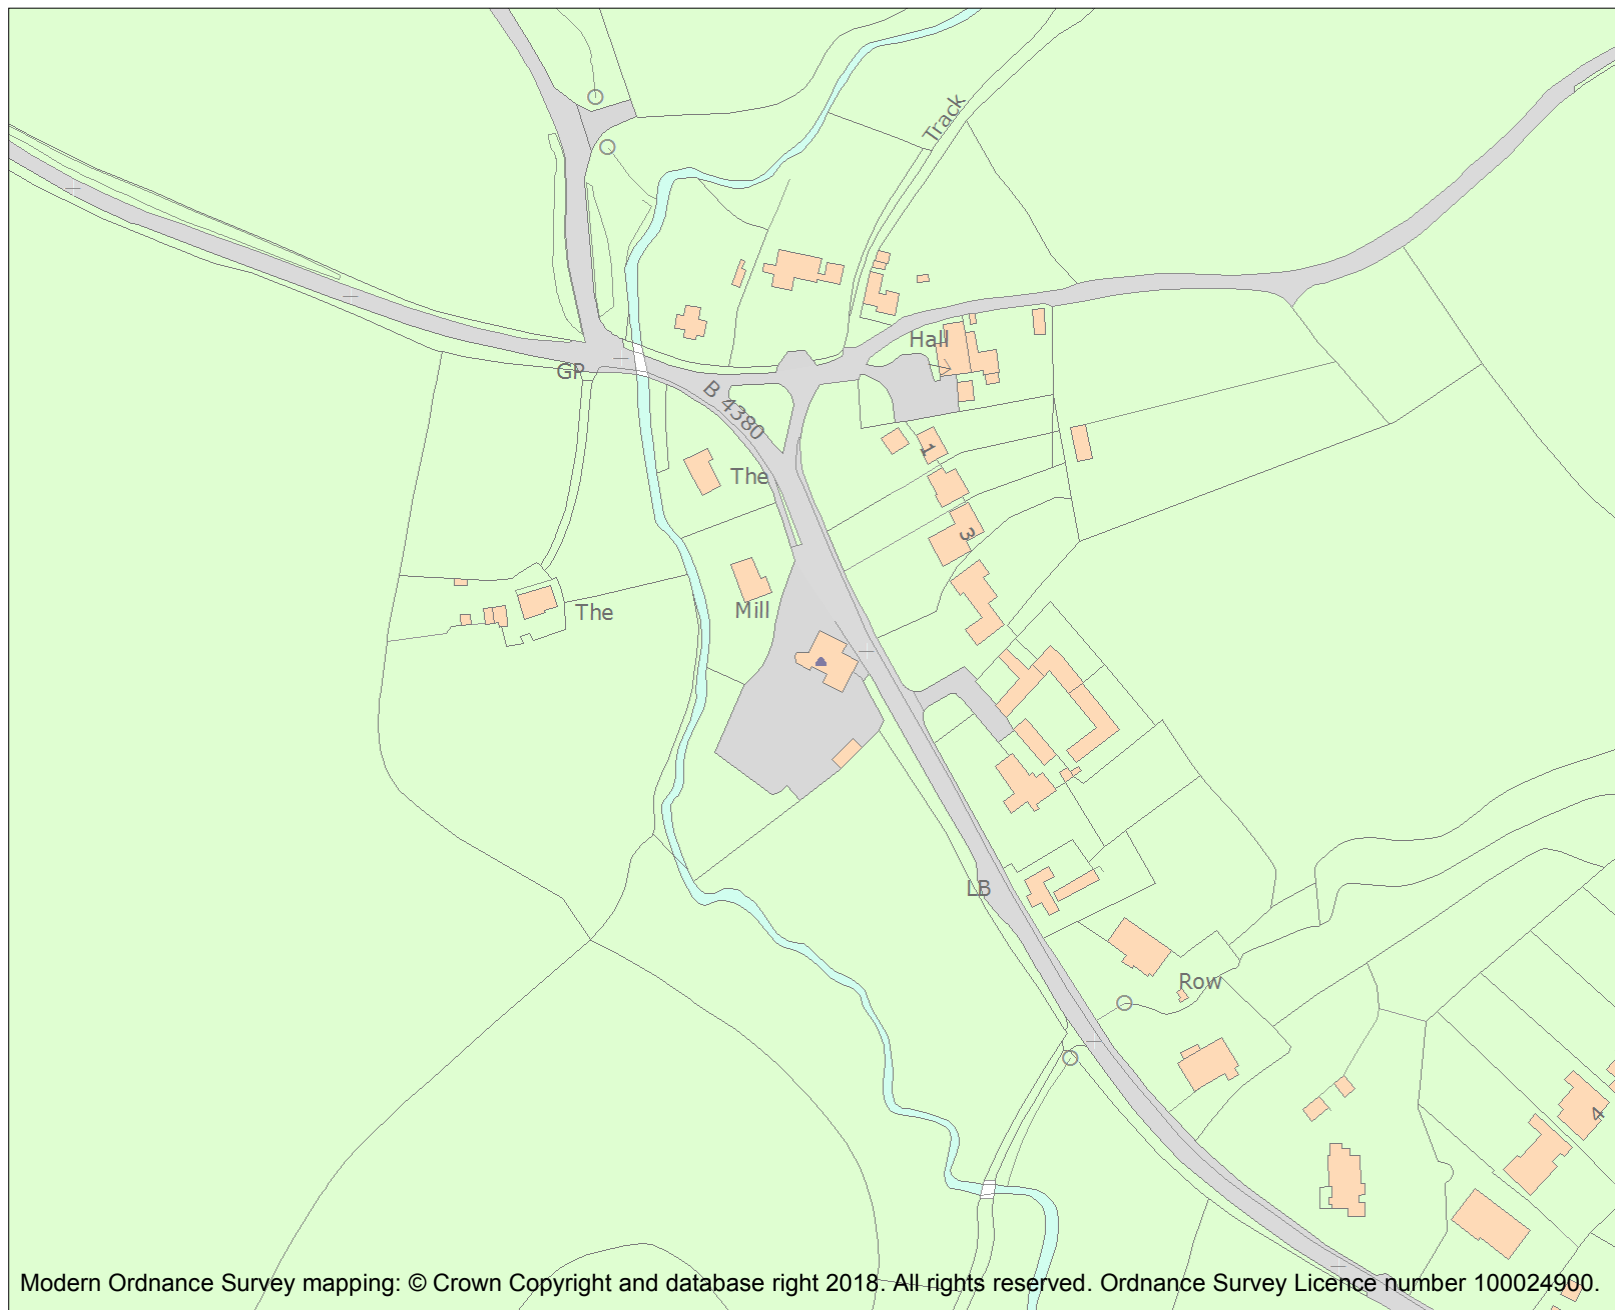 Track
Hall
GP
B 4380
1
The
3
The
Mill
LB
Row
4
Modern Ordnance Survey mapping: © Crown Copyright and database right 2018. All rights reserved. Ordnance Survey Licence number 100024900.